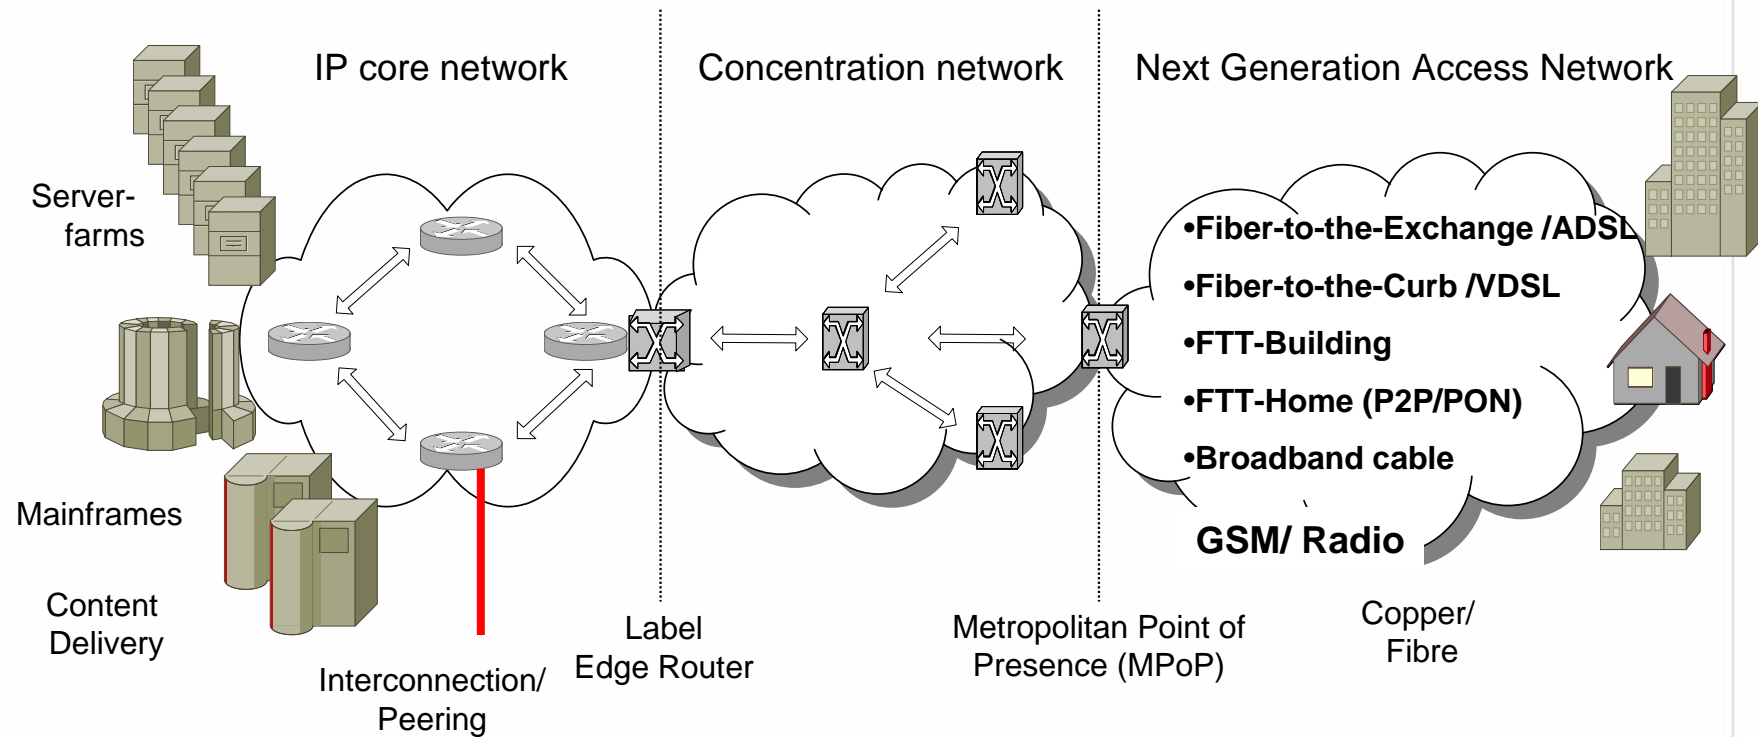 IP core network
Concentration network
Next Generation Access Network
Server-
farms
•Fiber-to-the-Exchange /ADSL
•Fiber-to-the-Curb /VDSL
•FTT-Building
•FTT-Home (P2P/PON)
•Broadband cable
GSM/ Radio
Mainframes
Content
Delivery
Interconnection/
Peering
Label
Edge Router
Metropolitan Point of
Presence (MPoP)
Copper/
Fibre